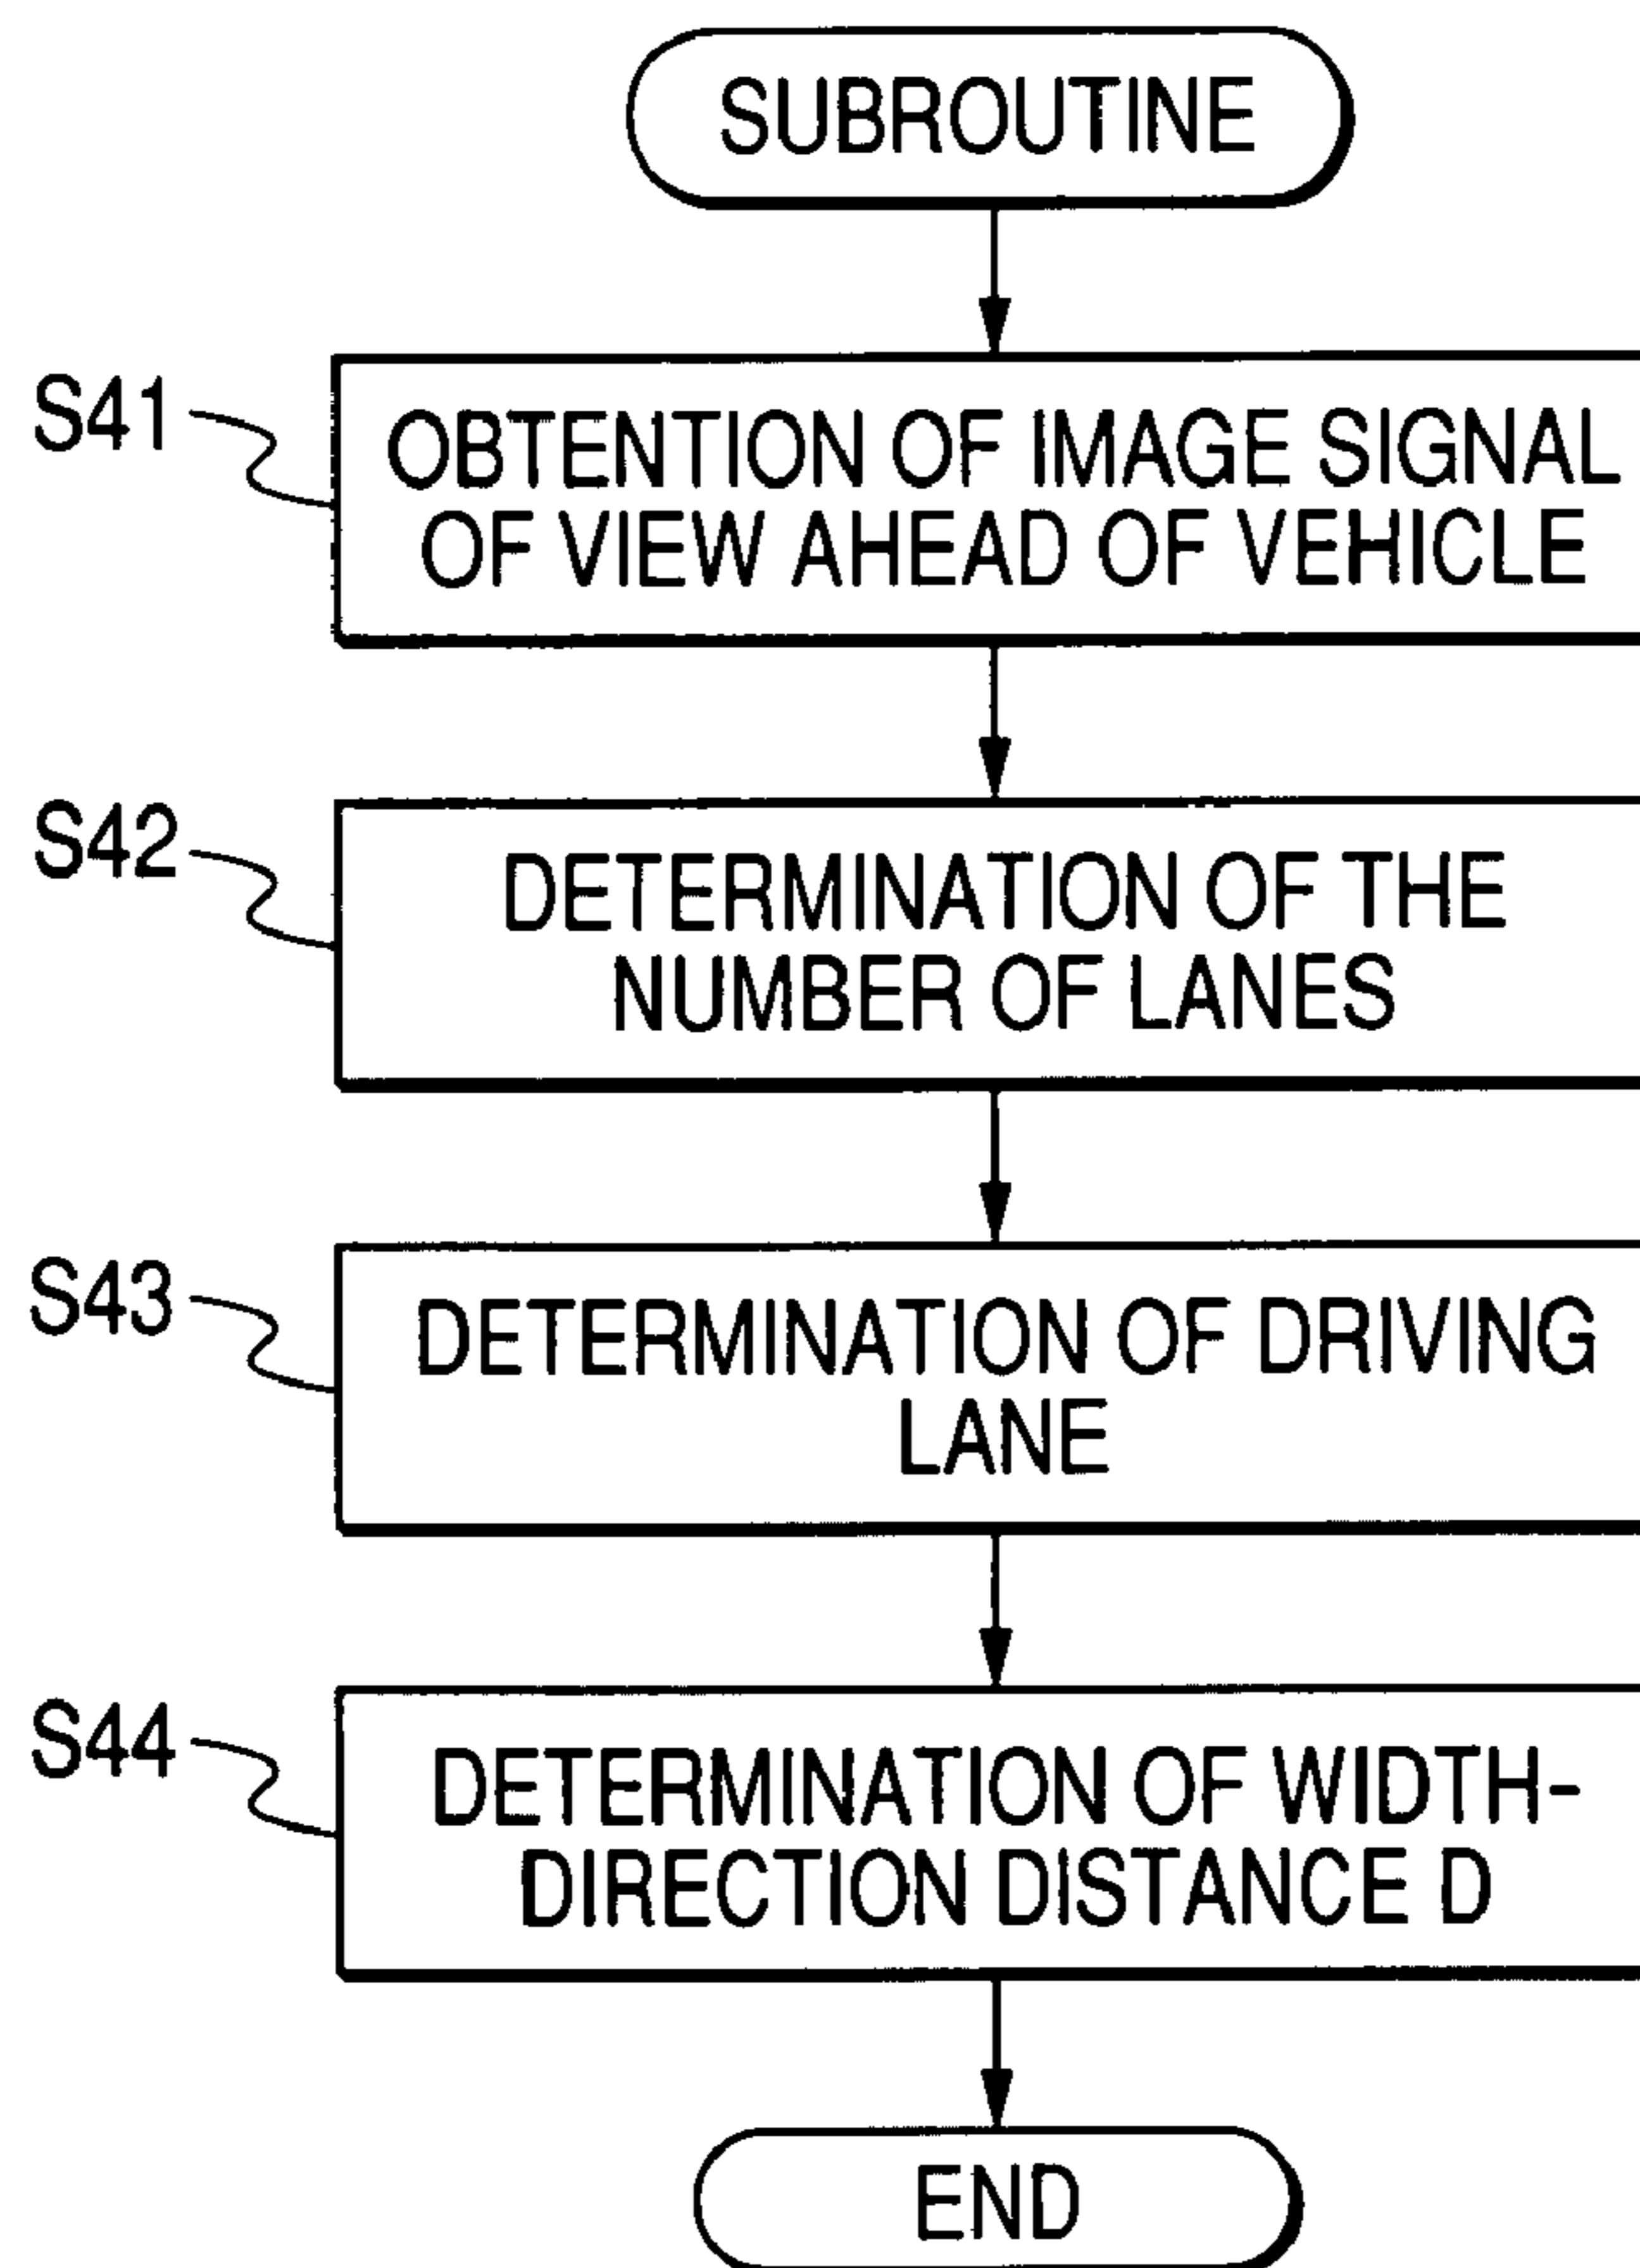 SUBROUTINE
S41
OBTENTION OF IMAGE SIGNAL
OF VIEW AHEAD OF VEHICLE
S42
DETERMINATION OF THE
NUMBER OF LANES
S43
DETERMINATION OF DRIVING
LANE
S44
DETERMINATION OF WIDTH-
DIRECTION DISTANCE D
END